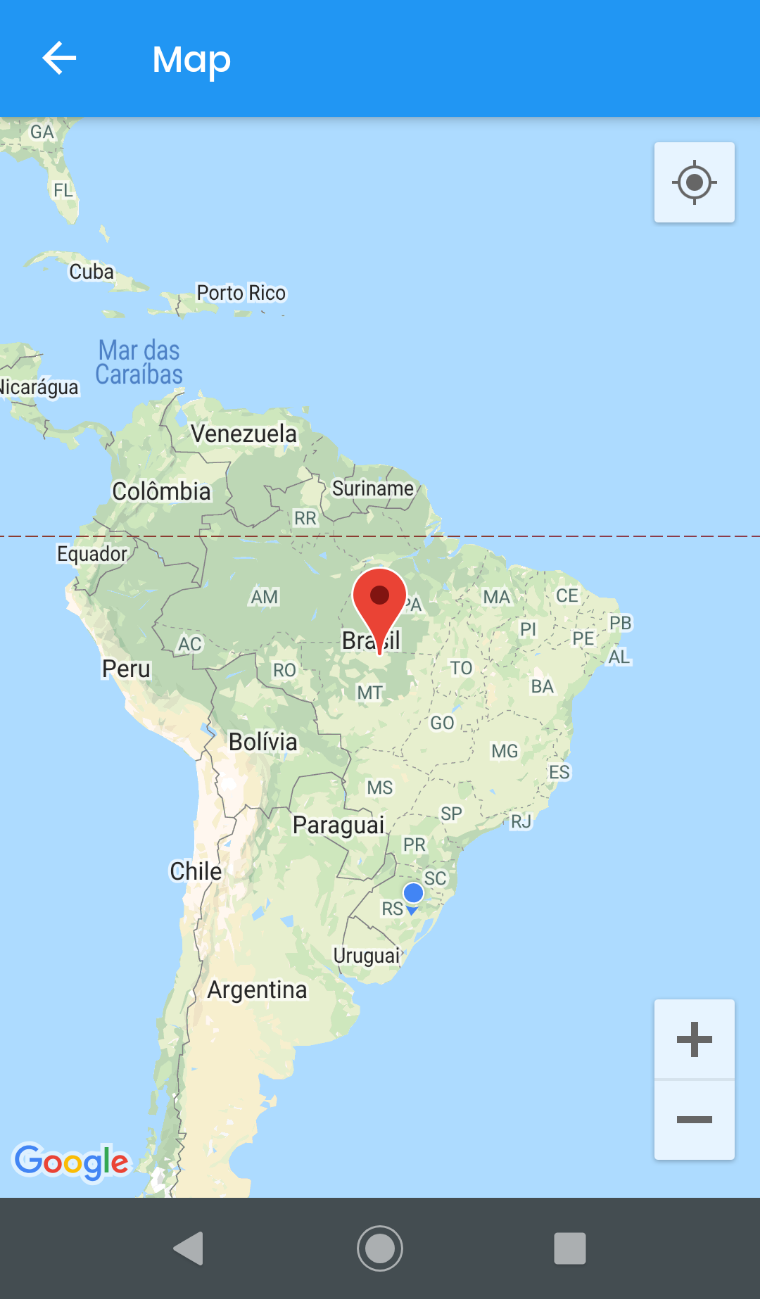 Map
GA
FL
Cuba
Porto Rico
Mar das
Caraíbas
Nicarágua
Venezuela
Colômbia
Suriname
RR
Equador
AM
PA
MA
CE
PI
PB
PE
AC
Brasil
AL
Peru
RO
TO
MT
BA
GO
Bolívia
MG
ES
MS
SP
RJ
Paraguai
PR
Chile
SC
RS
Uruguai
Argentina
Google